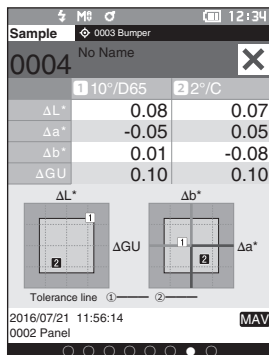 M 12:34
Sample 0003 Bumper
0004 No Name
1 10°/D65 2 2°/C
ΔL* 0.08 0.07
Δa* -0.05 0.05
Δb* 0.01 -0.08
ΔGU 0.10 0.10
ΔL* Δb*
1
ΔGU 1 Δa*
2 2
Tolerance line ① ②
2016/07/21 11:56:14 MAV
0002 Panel